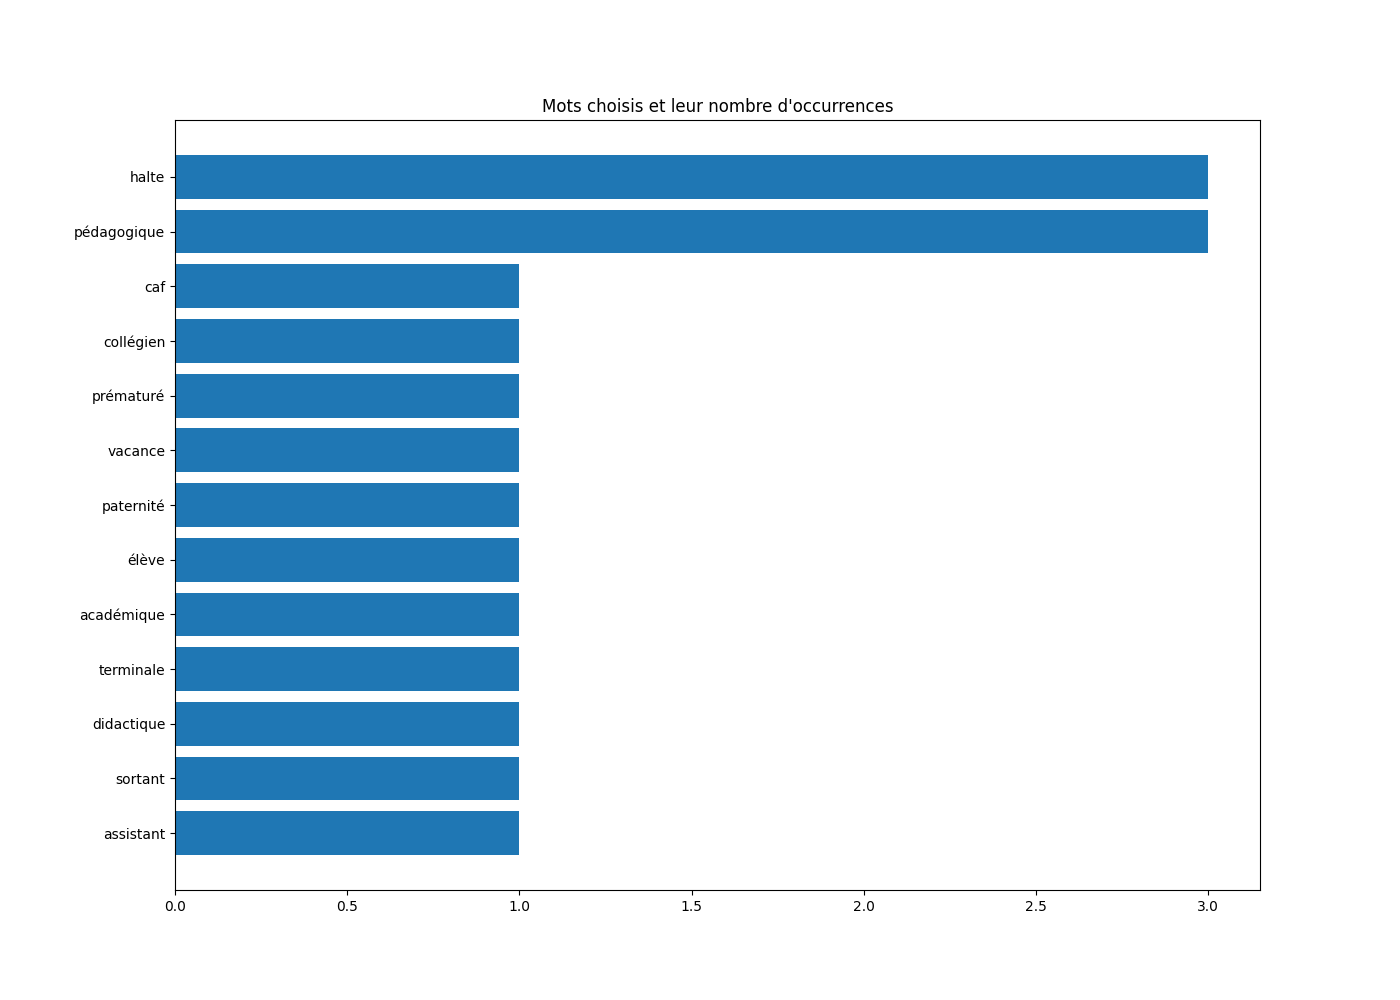 Mots choisis et leur nombre d'occurrences
halte
pédagogique
caf
collégien
prématuré
vacance
paternité
élève
académique
terminale
didactique
sortant
assistant
0.0 0.5 1.0 1.5 2.0 2.5 3.0